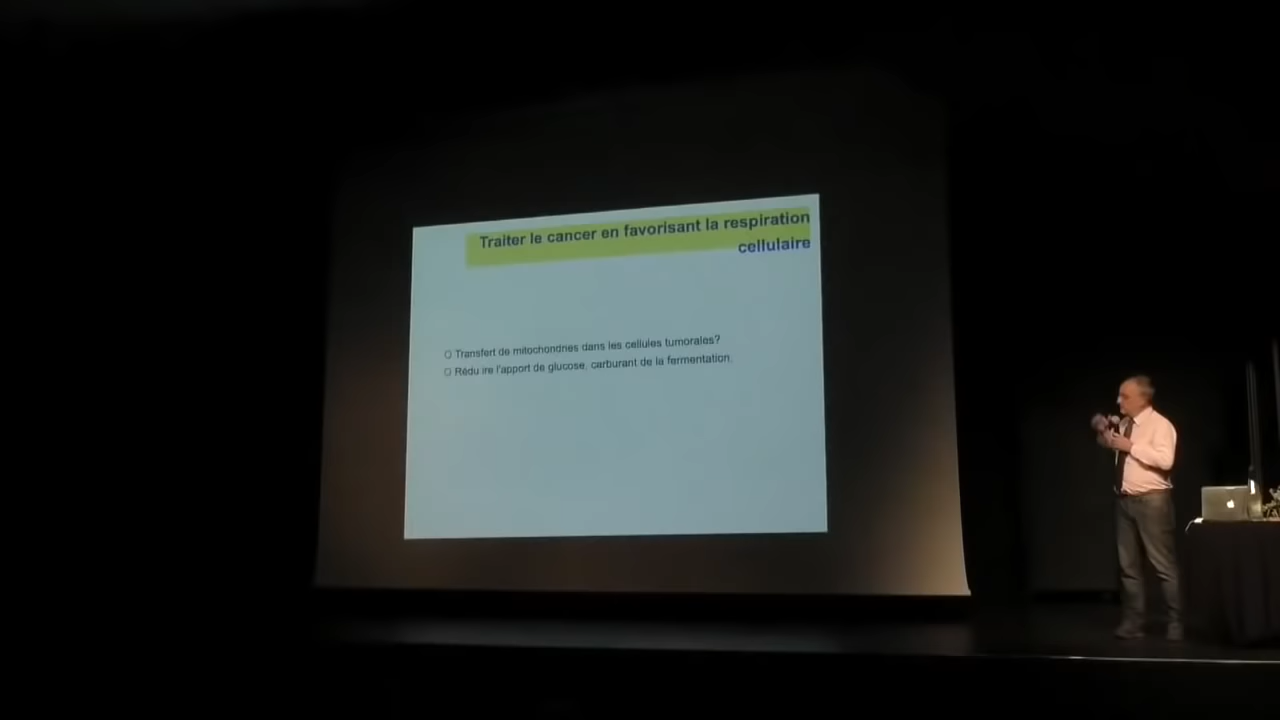 Traiter le cancer en favorisant la respiration
cellulaire
Transfert de mitochondries dans les cellules tumorales?
Rédu ire l'apport de glucose, carburant de la fermentation.